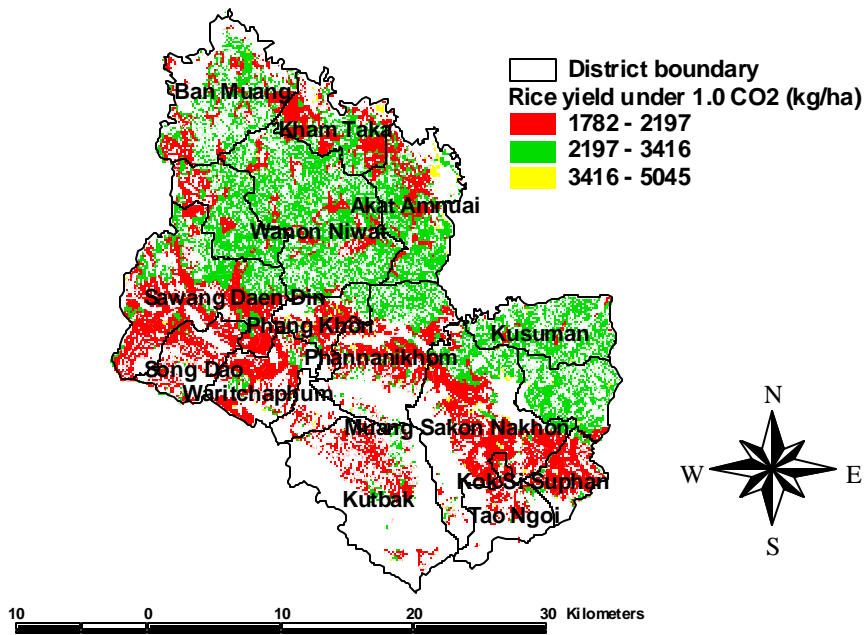 District boundary
Rice yield under 1.0 CO2 (kg/ha)
1782 - 2197
2197 - 3416
3416 - 5045
Ban Muang
Kham Taka
Akat Amnuai
Wanon Niwat
Sawang Daen Din
Phang Khon
Kusuman
Phannanikhom
Song Dao
Waritchaphum
Muang Sakon Nakhon
Kok Si Suphan
Kutbak
Tao Ngoi
N
W E
S
10 0 10 20 30 Kilometers